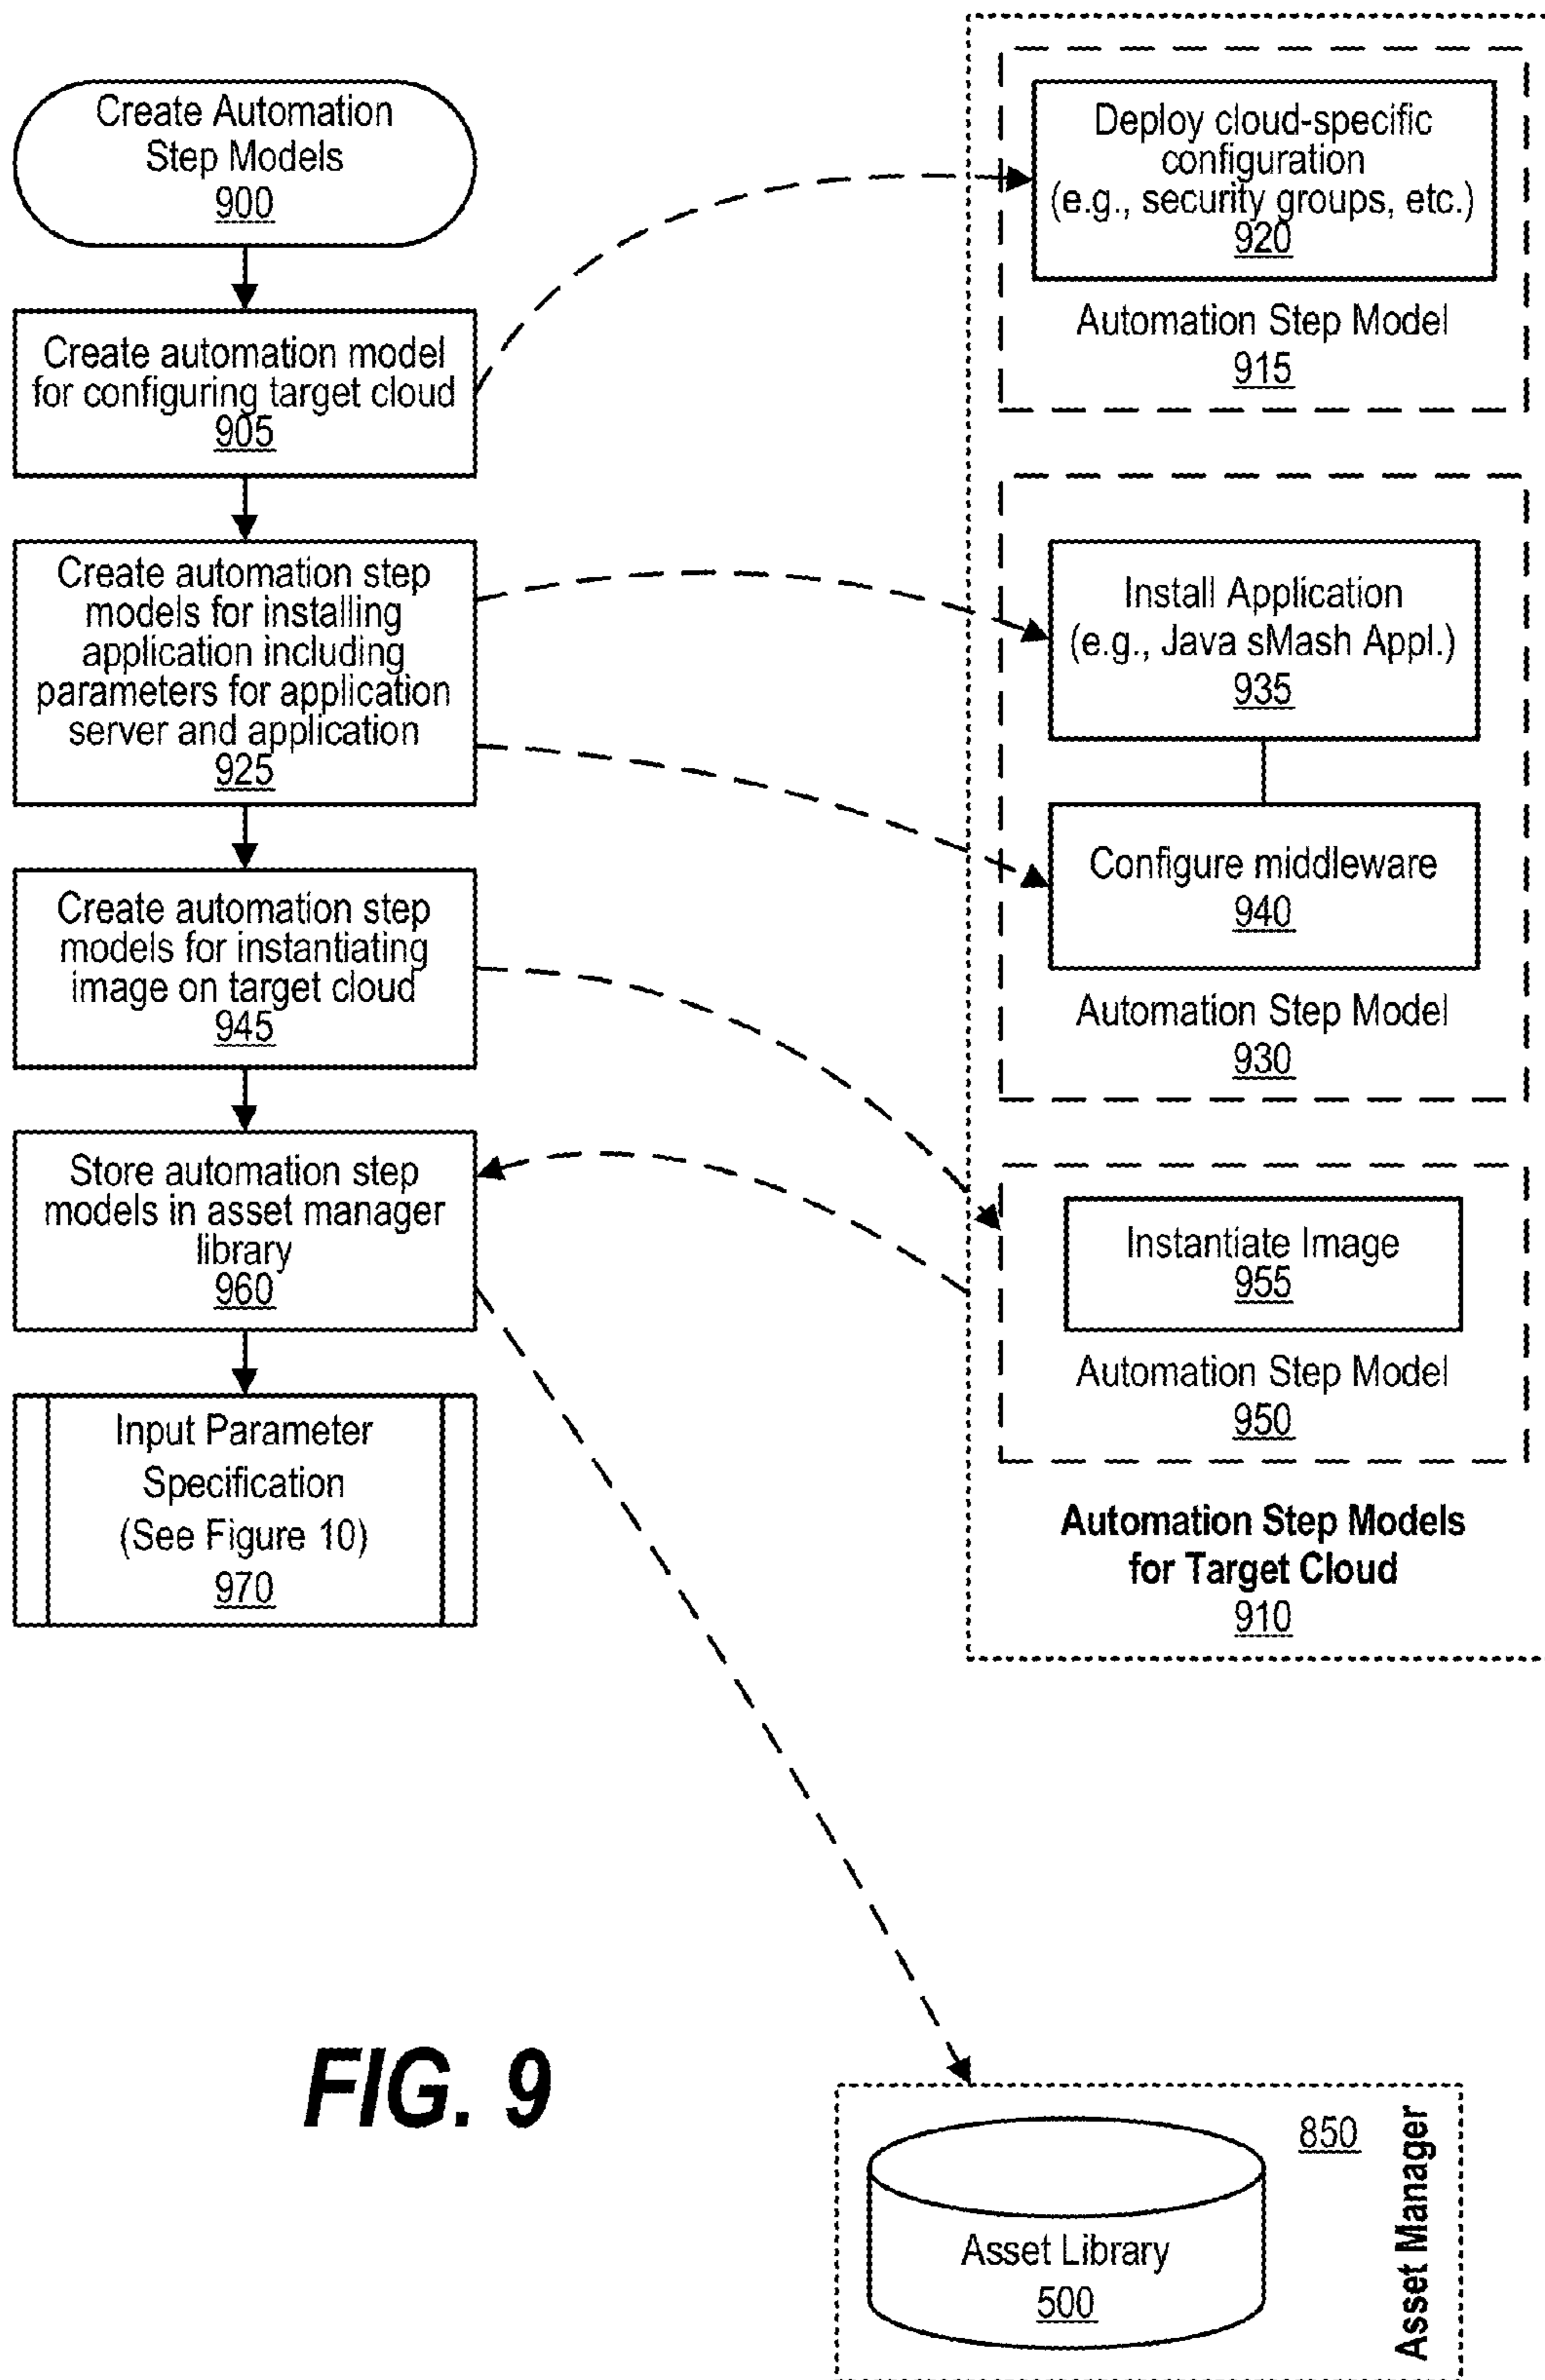 Create Automation
Step Models
900
Create automation model
for configuring target cloud
905
Create automation step
models for installing
application including
parameters for application
server and application
925
Create automation step
models for instantiating
image on target cloud
945
Store automation step
models in asset manager
library
960
Input Parameter
Specification
(See Figure 10)
970
Deploy cloud-specific
configuration
(e.g., security groups, etc.)
920
Automation Step Model
915
Install Application
(e.g., Java sMash Appl.)
935
Configure middleware
940
Automation Step Model
930
Instantiate Image
955
Automation Step Model
950
Automation Step Models
for Target Cloud
910
FIG. 9
850
Asset Library
500
Asset Manager